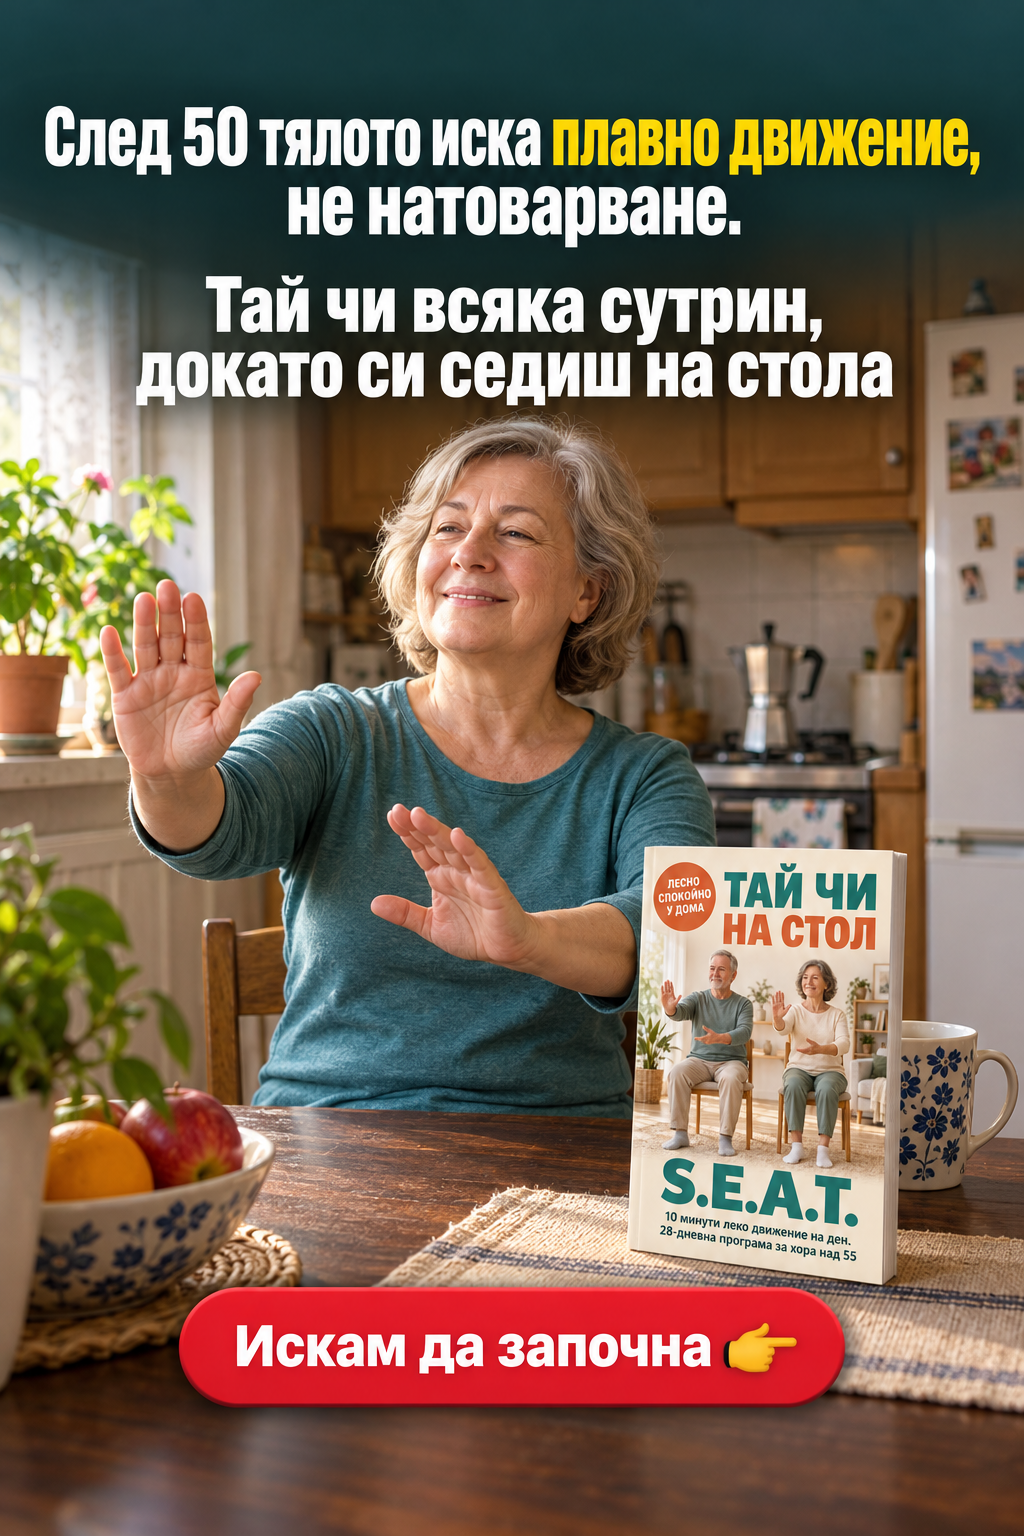 След 50 тялото иска плавно движение,
не натоварване.
Тай чи всяка сутрин,
докато си седиш на стола
ЛЕСНО
СПОКОЙНО
У ДОМА
ТАЙ ЧИ
НА СТОЛ
S.E.A.T.
10 минути леко движение на ден.
28-дневна програма за хора над 55
Искам да започна 👉